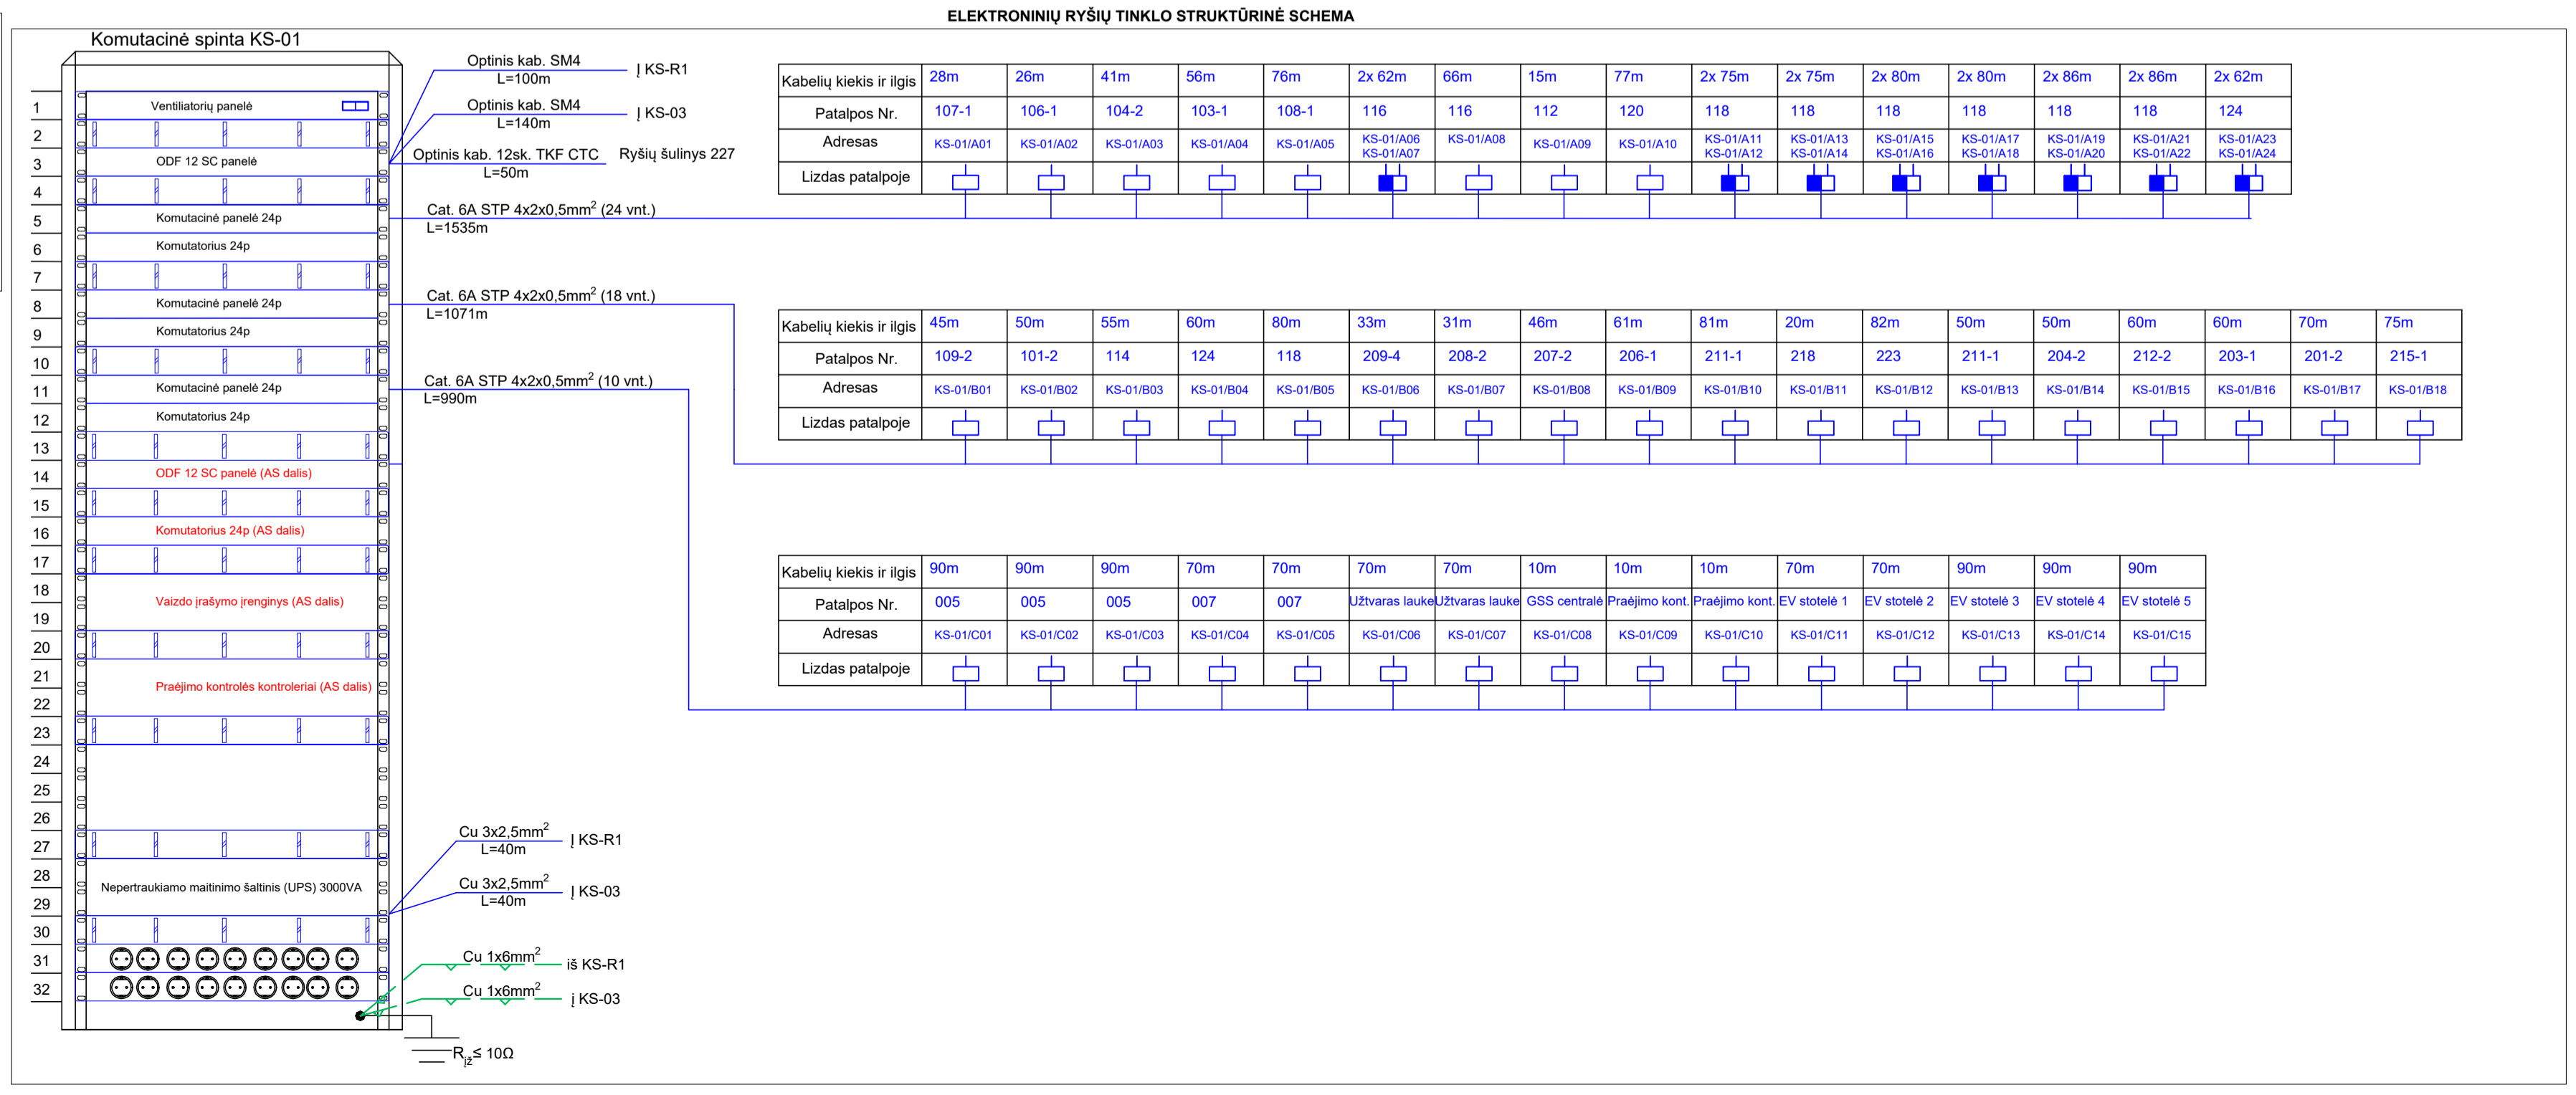 ELEKTRONINIŲ RYŠIŲ TINKLO STRUKTŪRINĖ SCHEMA
Komutacinė spinta KS-01
1 Ventiliatorių panelė
2
3 ODF 12 SC panelė
4
5 Komutacinė panelė 24p
6 Komutatorius 24p
7
8 Komutacinė panelė 24p
9 Komutatorius 24p
10
11 Komutacinė panelė 24p
12 Komutatorius 24p
13
14 ODF 12 SC panelė (AS dalis)
15
16 Komutatorius 24p (AS dalis)
17
18
Vaizdo įrašymo įrenginys (AS dalis)
19
20
21
Praėjimo kontrolės kontroleriai (AS dalis)
22
23
24
25
26
27
28
Nepertraukiamo maitinimo šaltinis (UPS) 3000VA
29
30
31
32
Optinis kab. SM4
L=100m
Į KS-R1
Optinis kab. SM4
L=140m
Į KS-03
Optinis kab. 12sk. TKF CTC
L=50m
Ryšių šulinys 227
Cat. 6A STP 4x2x0,5mm² (24 vnt.)
L=1535m
Cat. 6A STP 4x2x0,5mm² (18 vnt.)
L=1071m
Cat. 6A STP 4x2x0,5mm² (10 vnt.)
L=990m
Cu 3x2,5mm²
L=40m
Į KS-R1
Cu 3x2,5mm²
L=40m
Į KS-03
Cu 1x6mm²
iš KS-R1
Cu 1x6mm²
į KS-03
Rįž≤ 10Ω
Kabelių kiekis ir ilgis 28m 26m 41m 56m 76m 2x 62m 66m 15m 77m 2x 75m 2x 75m 2x 80m 2x 80m 2x 86m 2x 86m 2x 62m
Patalpos Nr. 107-1 106-1 104-2 103-1 108-1 116 116 112 120 118 118 118 118 118 118 124
Adresas KS-01/A01 KS-01/A02 KS-01/A03 KS-01/A04 KS-01/A05 KS-01/A06 KS-01/A08 KS-01/A09 KS-01/A10 KS-01/A11 KS-01/A13 KS-01/A15 KS-01/A17 KS-01/A19 KS-01/A21 KS-01/A23
KS-01/A07 KS-01/A12 KS-01/A14 KS-01/A16 KS-01/A18 KS-01/A20 KS-01/A22 KS-01/A24
Lizdas patalpoje
Kabelių kiekis ir ilgis 45m 50m 55m 60m 80m 33m 31m 46m 61m 81m 20m 82m 50m 50m 60m 60m 70m 75m
Patalpos Nr. 109-2 101-2 114 124 118 209-4 208-2 207-2 206-1 211-1 218 223 211-1 204-2 212-2 203-1 201-2 215-1
Adresas KS-01/B01 KS-01/B02 KS-01/B03 KS-01/B04 KS-01/B05 KS-01/B06 KS-01/B07 KS-01/B08 KS-01/B09 KS-01/B10 KS-01/B11 KS-01/B12 KS-01/B13 KS-01/B14 KS-01/B15 KS-01/B16 KS-01/B17 KS-01/B18
Lizdas patalpoje
Kabelių kiekis ir ilgis 90m 90m 90m 70m 70m 70m 70m 10m 10m 10m 70m 70m 90m 90m 90m
Patalpos Nr. 005 005 005 007 007 Užtvaras lauke Užtvaras lauke GSS centralė Praėjimo kont. Praėjimo kont. EV stotelė 1 EV stotelė 2 EV stotelė 3 EV stotelė 4 EV stotelė 5
Adresas KS-01/C01 KS-01/C02 KS-01/C03 KS-01/C04 KS-01/C05 KS-01/C06 KS-01/C07 KS-01/C08 KS-01/C09 KS-01/C10 KS-01/C11 KS-01/C12 KS-01/C13 KS-01/C14 KS-01/C15
Lizdas patalpoje